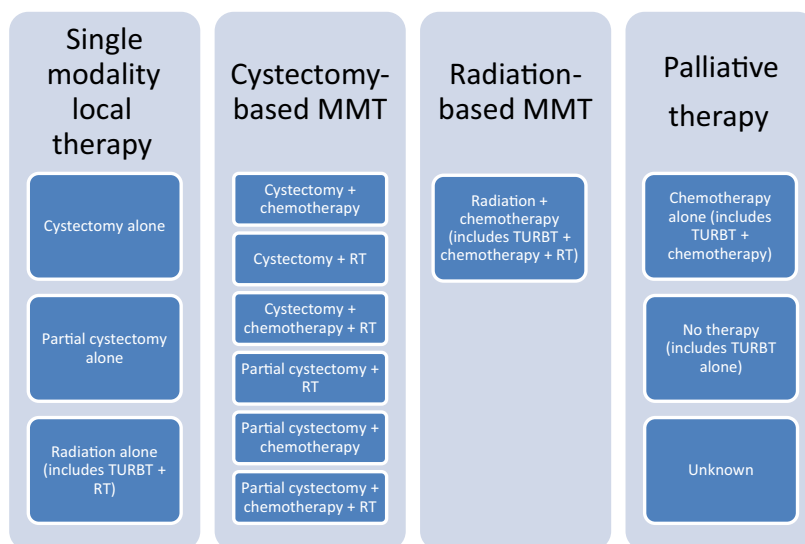 Single
modality
local
therapy
Cystectomy alone
Partial cystectomy
alone
Radiation alone
(includes TURBT +
RT)
Cystectomy-
based MMT
Cystectomy +
chemotherapy
Cystectomy + RT
Cystectomy +
chemotherapy + RT
Partial cystectomy +
RT
Partial cystectomy +
chemotherapy
Partial cystectomy +
chemotherapy + RT
Radiation-
based MMT
Radiation +
chemotherapy
(includes TURBT +
chemotherapy + RT)
Palliative
therapy
Chemotherapy
alone (includes
TURBT +
chemotherapy)
No therapy
(includes TURBT
alone)
Unknown